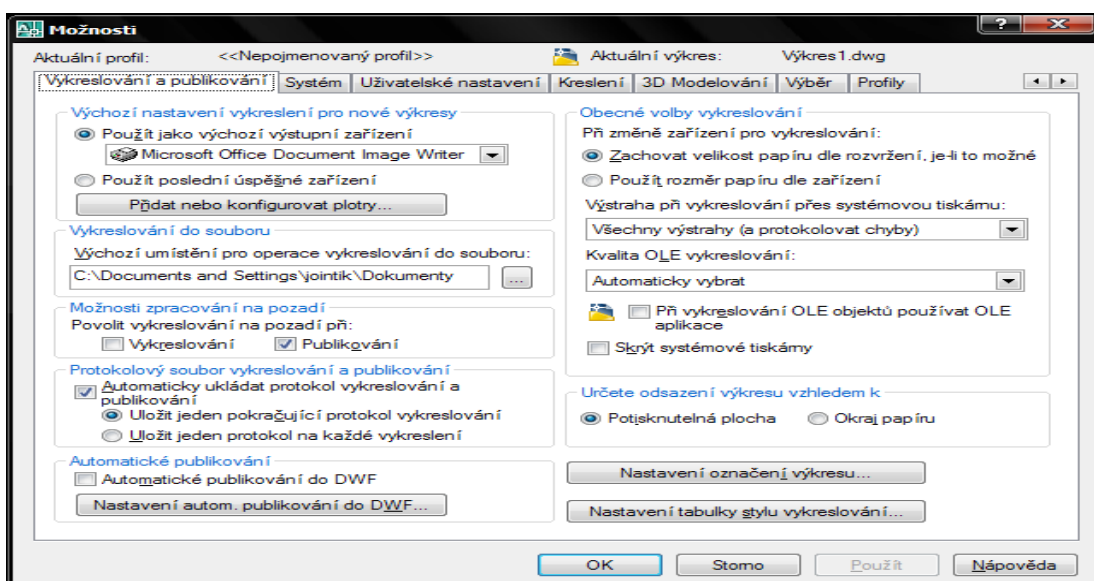 Možnosti
Aktuální profil: <<Nepojmenovaný profil>> Aktuální výkres: Výkres1.dwg
Vykreslování a publikování Systém Uživatelské nastavení Kreslení 3D Modelování Výběr Profily
Výchozí nastavení vykreslení pro nové výkresy
Použít jako výchozí výstupní zařízení
Microsoft Office Document Image Writer
Použít poslední úspěšné zařízení
Přidat nebo konfigurovat plotry...
Vykreslování do souboru
Výchozí umístění pro operace vykreslování do souboru:
C:\Documents and Settings\jointik\Dokumenty ...
Možnosti zpracování na pozadí
Povolit vykreslování na pozadí při:
Vykreslování Publikování
Protokolový soubor vykreslování a publikování
Automaticky ukládat protokol vykreslování a
publikování
Uložit jeden pokračující protokol vykreslování
Uložit jeden protokol na každé vykreslení
Automatické publikování
Automatické publikování do DWF
Nastavení autom. publikování do DWF...
Obecné volby vykreslování
Při změně zařízení pro vykreslování:
Zachovat velikost papíru dle rozvržení, je-li to možné
Použít rozměr papíru dle zařízení
Výstraha při vykreslování přes systémovou tiskárnu:
Všechny výstrahy (a protokolovat chyby)
Kvalita OLE vykreslování:
Automaticky vybrat
Při vykreslování OLE objektů používat OLE
aplikace
Skrýt systémové tiskárny
Určete odsazení výkresu vzhledem k
Potisknutelná plocha Okraj papíru
Nastavení označení výkresu...
Nastavení tabulky stylu vykreslování...
OK Storno Použít Nápověda